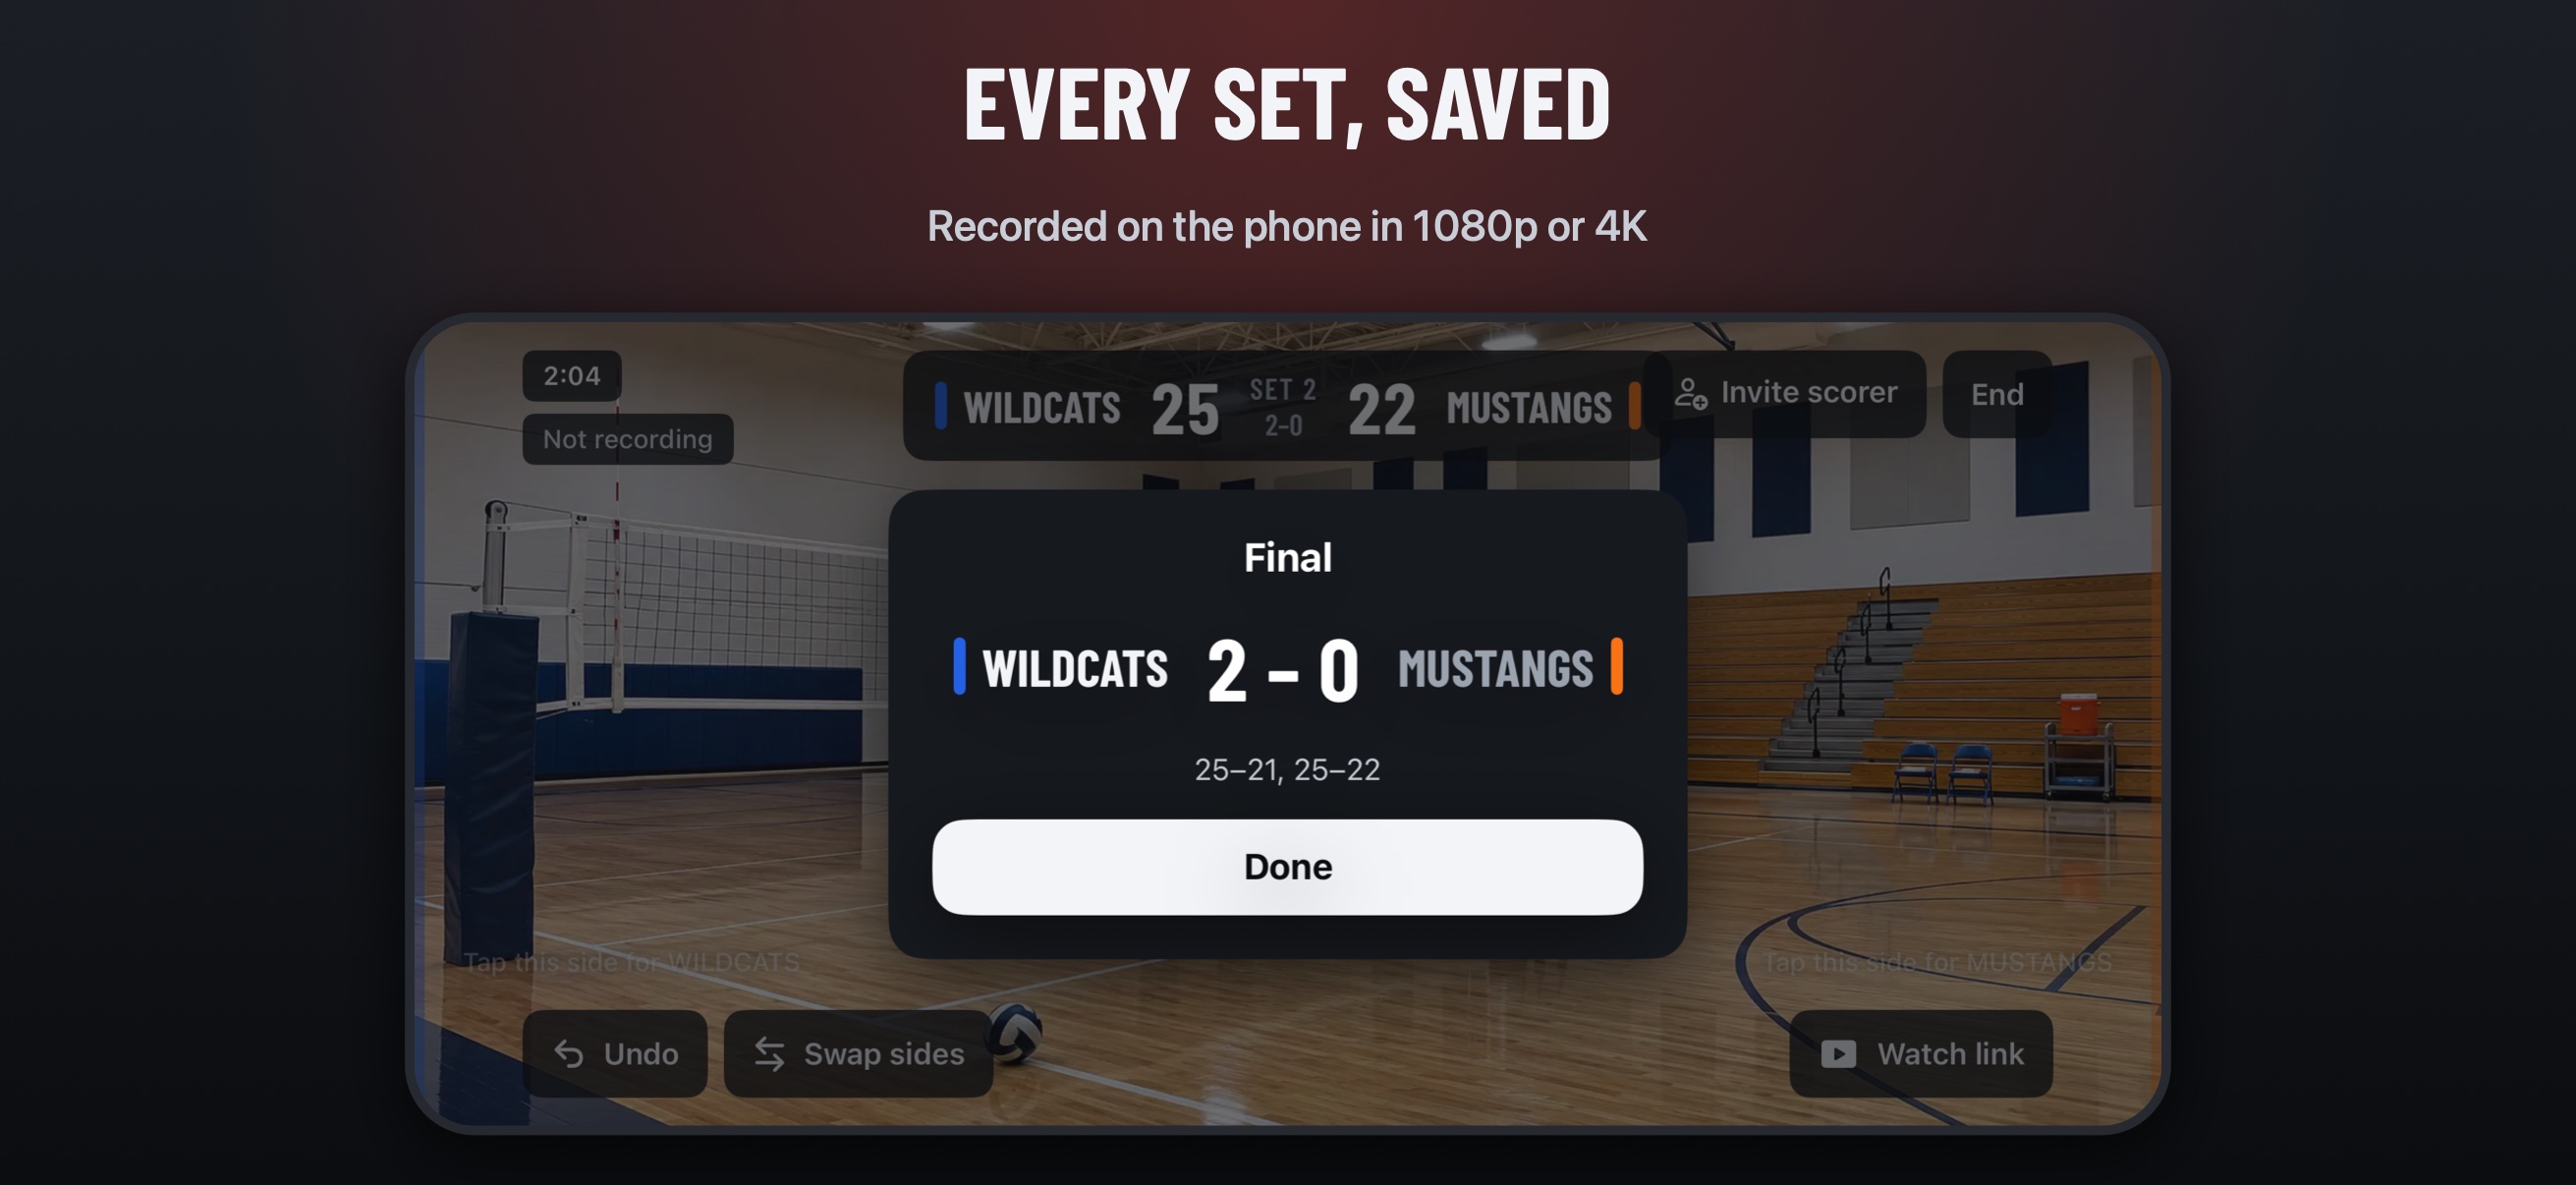 EVERY SET, SAVED
Recorded on the phone in 1080p or 4K
2:04
Not recording
WILDCATS 25 SET 2 2–0 22 MUSTANGS
Invite scorer
End
Final
WILDCATS 2 – 0 MUSTANGS
25–21, 25–22
Done
Tap this side for WILDCATS
Tap this side for MUSTANGS
Undo
Swap sides
Watch link